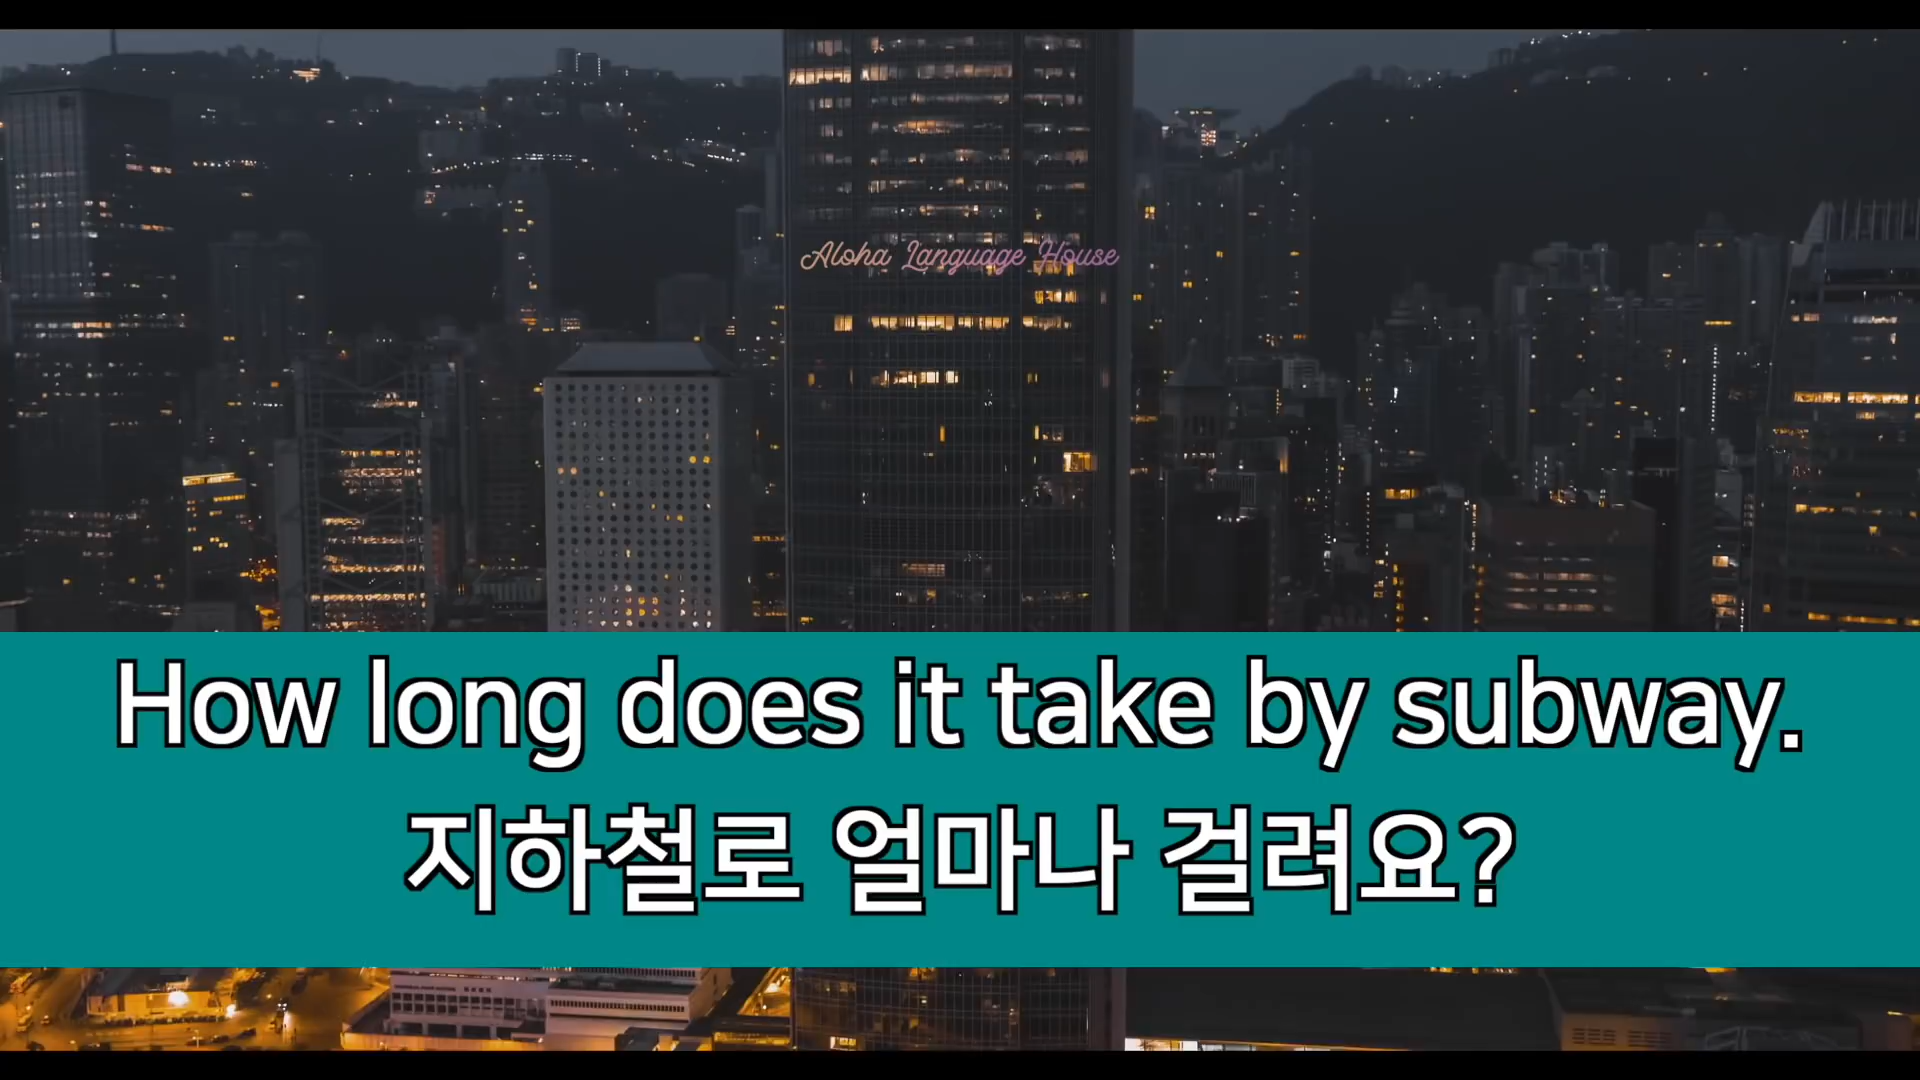 Aloha Language House
How long does it take by subway.
지하철로 얼마나 걸려요?